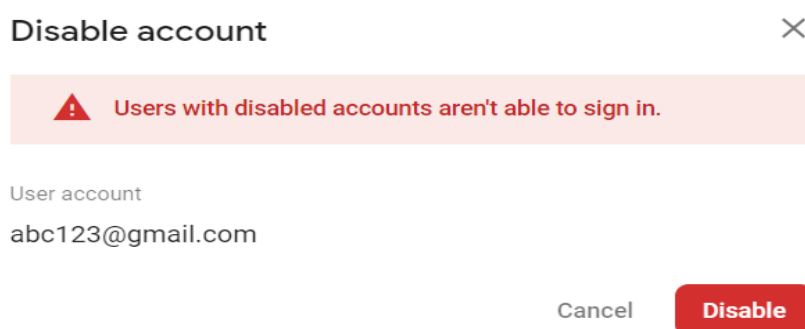 Disable account
Users with disabled accounts aren't able to sign in.
User account
abc123@gmail.com
Cancel
Disable